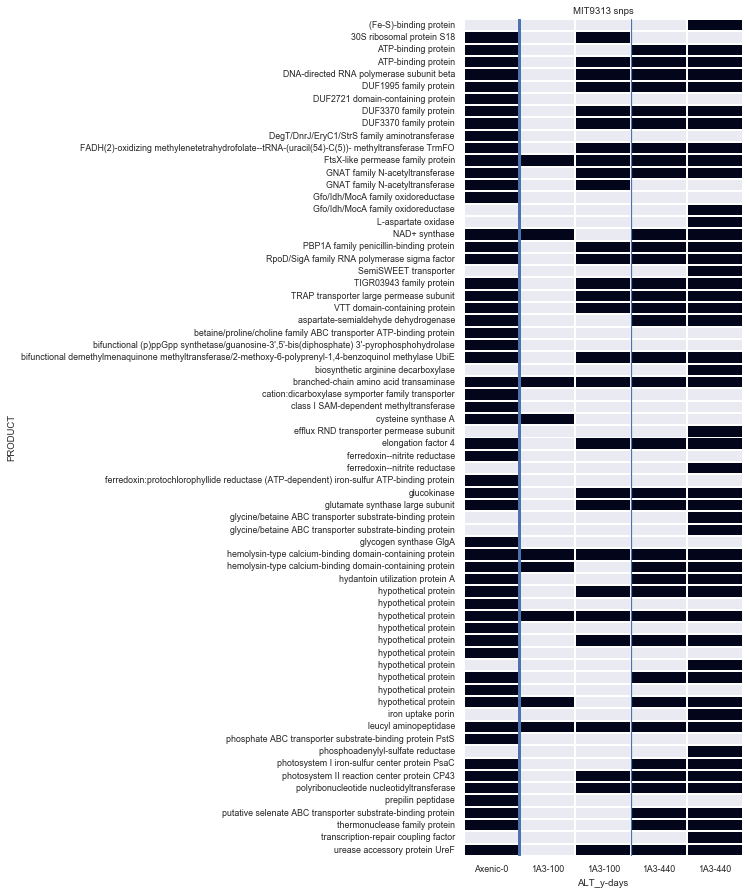 MIT9313 snps
(Fe-S)-binding protein
30S ribosomal protein S18
ATP-binding protein
ATP-binding protein
DNA-directed RNA polymerase subunit beta
DUF1995 family protein
DUF2721 domain-containing protein
DUF3370 family protein
DUF3370 family protein
DegT/DnrJ/EryC1/StrS family aminotransferase
FADH(2)-oxidizing methylenetetrahydrofolate--tRNA-(uracil(54)-C(5))- methyltransferase TrmFO
FtsX-like permease family protein
GNAT family N-acetyltransferase
GNAT family N-acetyltransferase
Gfo/Idh/MocA family oxidoreductase
Gfo/Idh/MocA family oxidoreductase
L-aspartate oxidase
NAD+ synthase
PBP1A family penicillin-binding protein
RpoD/SigA family RNA polymerase sigma factor
SemiSWEET transporter
TIGR03943 family protein
TRAP transporter large permease subunit
VTT domain-containing protein
aspartate-semialdehyde dehydrogenase
betaine/proline/choline family ABC transporter ATP-binding protein
bifunctional (p)ppGpp synthetase/guanosine-3',5'-bis(diphosphate) 3'-pyrophosphohydrolase
bifunctional demethylmenaquinone methyltransferase/2-methoxy-6-polyprenyl-1,4-benzoquinol methylase UbiE
biosynthetic arginine decarboxylase
branched-chain amino acid transaminase
cation:dicarboxylase symporter family transporter
class I SAM-dependent methyltransferase
cysteine synthase A
efflux RND transporter permease subunit
elongation factor 4
ferredoxin--nitrite reductase
ferredoxin--nitrite reductase
ferredoxin:protochlorophyllide reductase (ATP-dependent) iron-sulfur ATP-binding protein
glucokinase
glutamate synthase large subunit
glycine/betaine ABC transporter substrate-binding protein
glycine/betaine ABC transporter substrate-binding protein
glycogen synthase GlgA
hemolysin-type calcium-binding domain-containing protein
hemolysin-type calcium-binding domain-containing protein
hydantoin utilization protein A
hypothetical protein
hypothetical protein
hypothetical protein
hypothetical protein
hypothetical protein
hypothetical protein
hypothetical protein
hypothetical protein
hypothetical protein
hypothetical protein
iron uptake porin
leucyl aminopeptidase
phosphate ABC transporter substrate-binding protein PstS
phosphoadenylyl-sulfate reductase
photosystem I iron-sulfur center protein PsaC
photosystem II reaction center protein CP43
polyribonucleotide nucleotidyltransferase
prepilin peptidase
putative selenate ABC transporter substrate-binding protein
thermonuclease family protein
transcription-repair coupling factor
urease accessory protein UreF
PRODUCT
Axenic-0 1A3-100 1A3-100 1A3-440 1A3-440
ALT_y-days